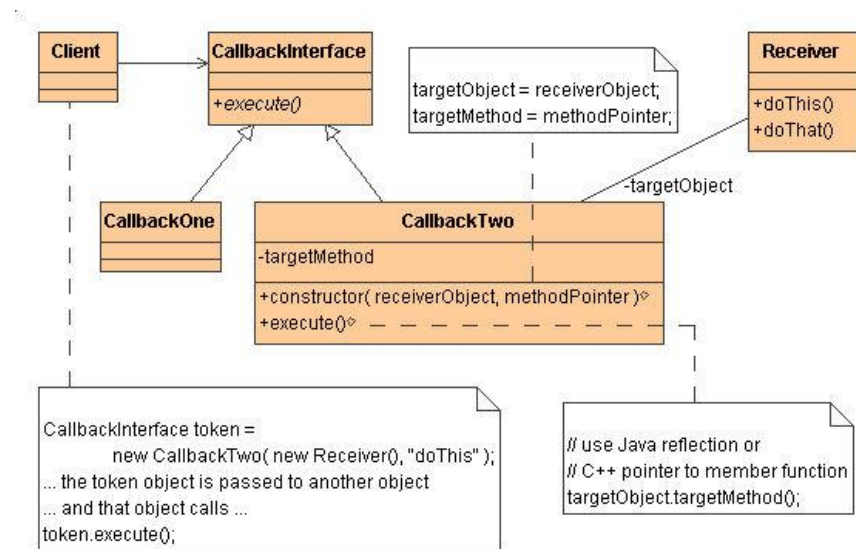 Client
CallbackInterface
+execute()
targetObject = receiverObject;
targetMethod = methodPointer;
Receiver
+doThis()
+doThat()
-targetObject
CallbackOne
CallbackTwo
-targetMethod
+constructor( receiverObject, methodPointer )
+execute()
CallbackInterface token =
new CallbackTwo( new Receiver(), "doThis" );
... the token object is passed to another object
... and that object calls ...
token.execute();
// use Java reflection or
// C++ pointer to member function
targetObject.targetMethod();